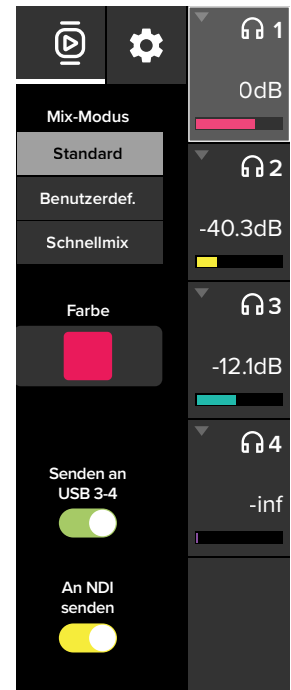 Mix-Modus
Standard
Benutzerdef.
Schnellmix
Farbe
Senden an
USB 3-4
An NDI
senden
1
0dB
2
-40.3dB
3
-12.1dB
4
-inf